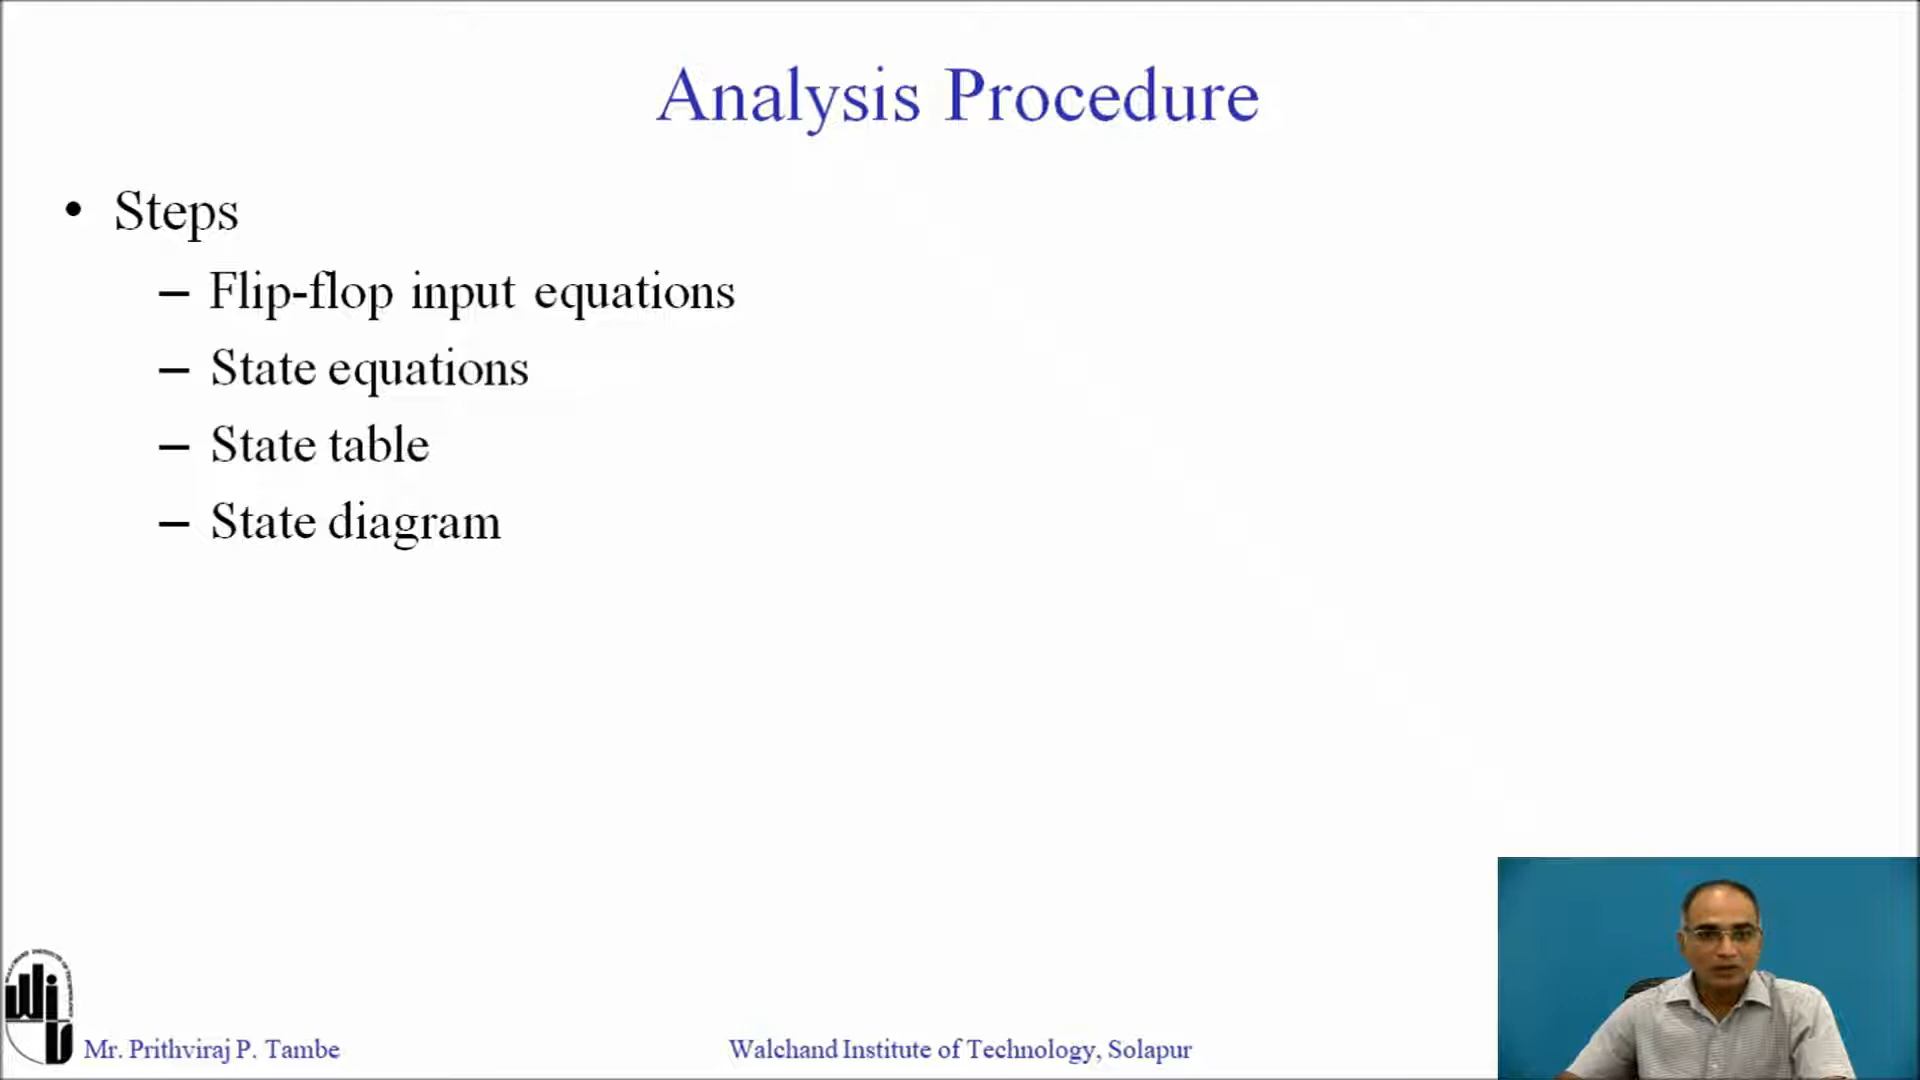 Analysis Procedure
• Steps
– Flip-flop input equations
– State equations
– State table
– State diagram
Mr. Prithviraj P. Tambe
Walchand Institute of Technology, Solapur